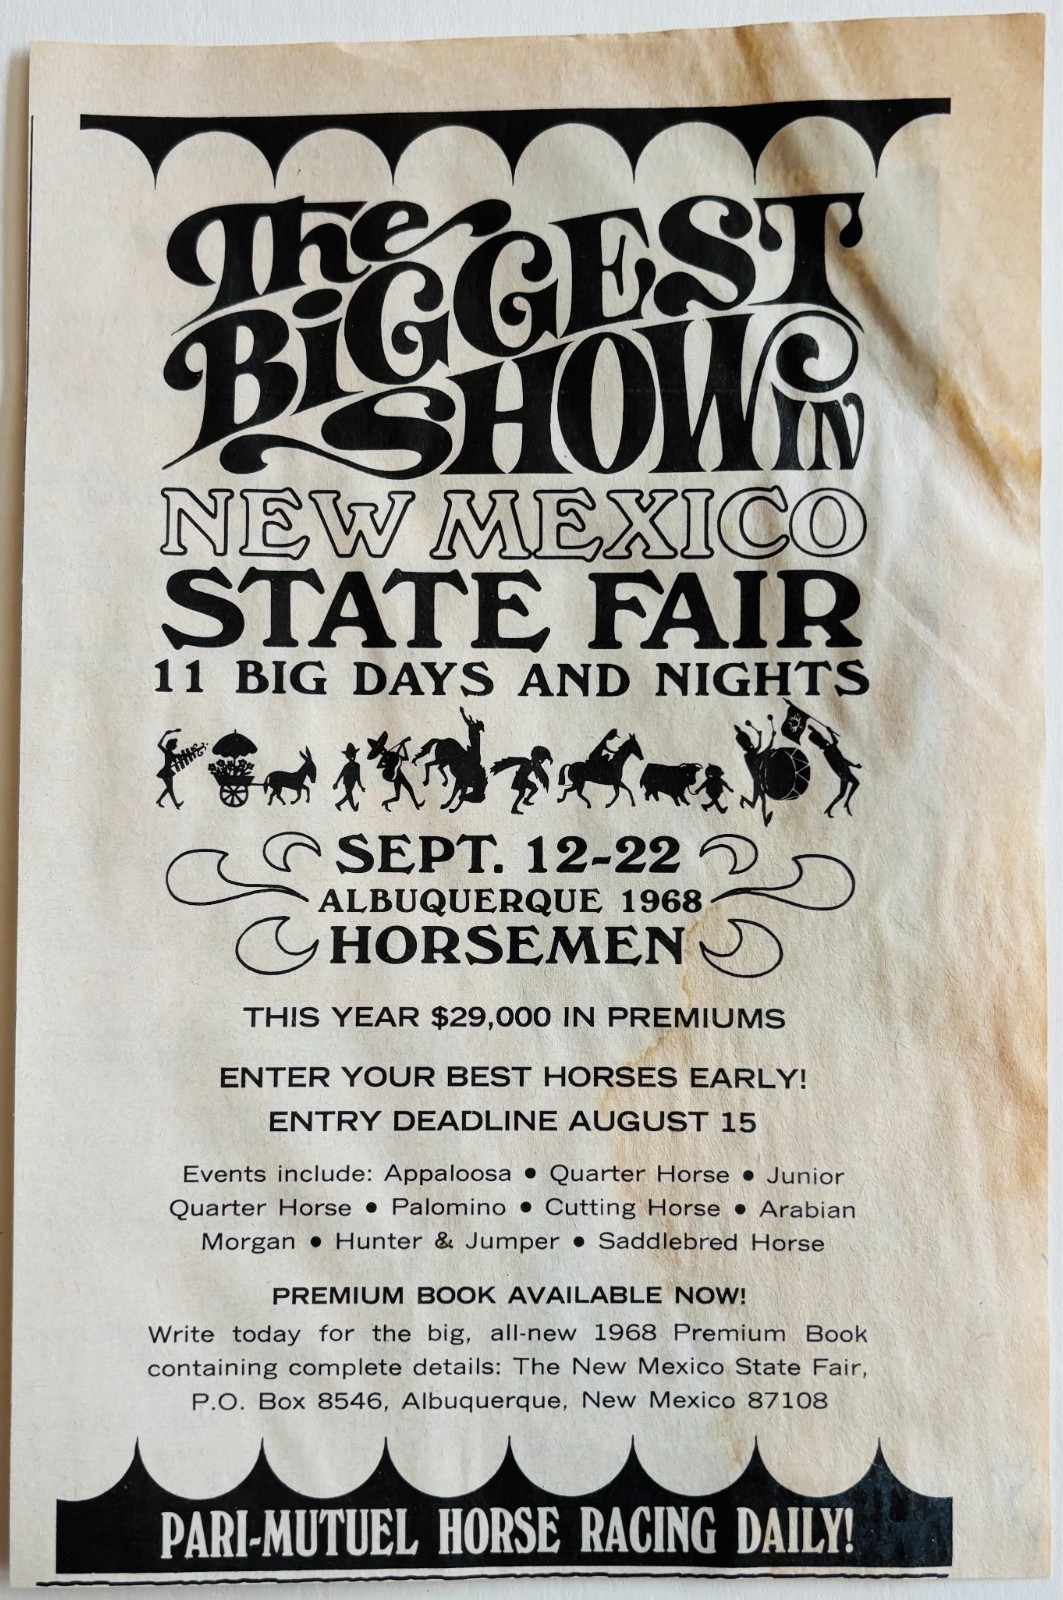 The
BiGGEST
SHOW IN
NEW MEXICO
STATE FAIR
11 BIG DAYS AND NIGHTS
SEPT. 12-22
ALBUQUERQUE 1968
HORSEMEN
THIS YEAR $29,000 IN PREMIUMS
ENTER YOUR BEST HORSES EARLY!
ENTRY DEADLINE AUGUST 15
Events include: Appaloosa • Quarter Horse • Junior
Quarter Horse • Palomino • Cutting Horse • Arabian
Morgan • Hunter & Jumper • Saddlebred Horse
PREMIUM BOOK AVAILABLE NOW!
Write today for the big, all-new 1968 Premium Book
containing complete details: The New Mexico State Fair,
P.O. Box 8546, Albuquerque, New Mexico 87108
PARI-MUTUEL HORSE RACING DAILY!